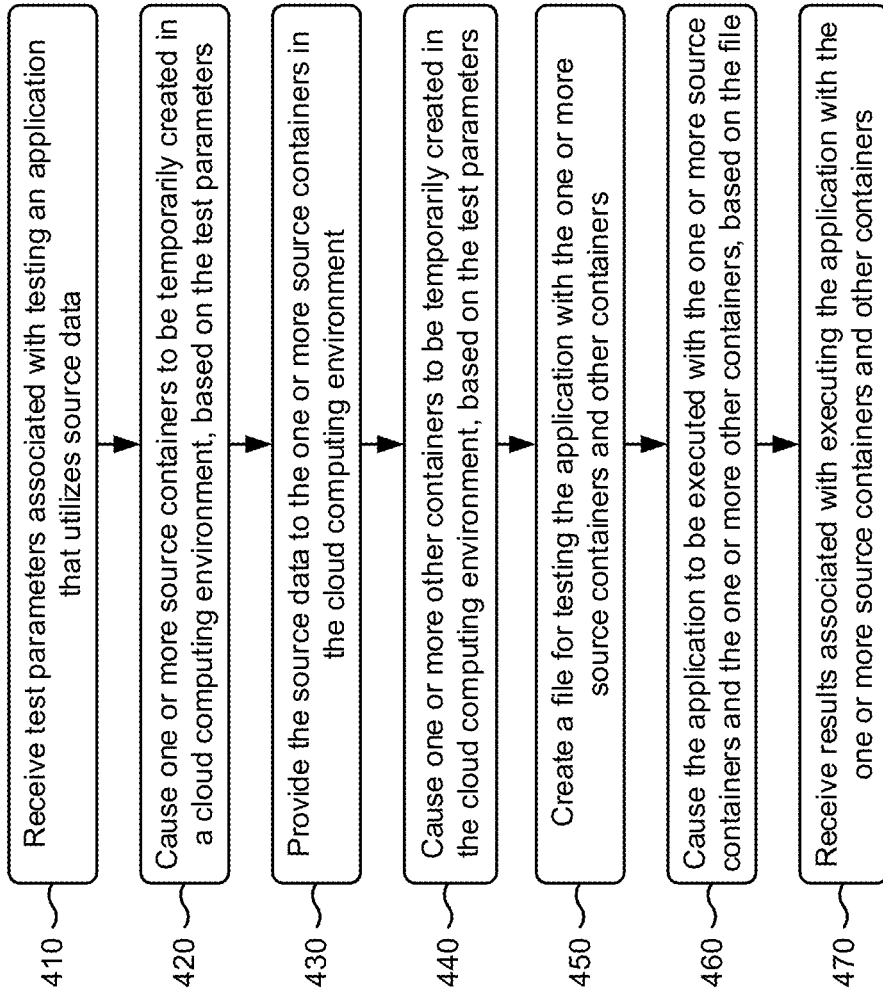 410
Receive test parameters associated with testing an application
that utilizes source data
420
Cause one or more source containers to be temporarily created in
a cloud computing environment, based on the test parameters
430
Provide the source data to the one or more source containers in
the cloud computing environment
440
Cause one or more other containers to be temporarily created in
the cloud computing environment, based on the test parameters
450
Create a file for testing the application with the one or more
source containers and other containers
460
Cause the application to be executed with the one or more source
containers and the one or more other containers, based on the file
470
Receive results associated with executing the application with the
one or more source containers and other containers